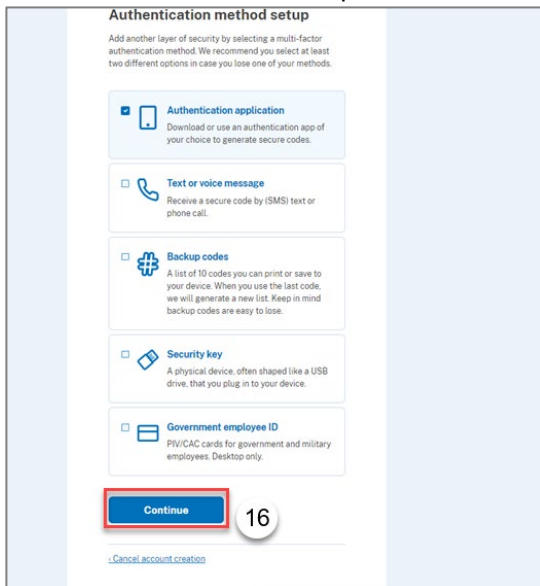 Authentication method setup
Add another layer of security by selecting a multi-factor
authentication method. We recommend you select at least
two different options in case you lose one of your methods.
Authentication application
Download or use an authentication app of
your choice to generate secure codes.
Text or voice message
Receive a secure code by (SMS) text or
phone call.
Backup codes
A list of 10 codes you can print or save to
your device. When you use the last code,
we will generate a new list. Keep in mind
backup codes are easy to lose.
Security key
A physical device, often shaped like a USB
drive, that you plug in to your device.
Government employee ID
PIV/CAC cards for government and military
employees. Desktop only.
Continue
16
‹ Cancel account creation